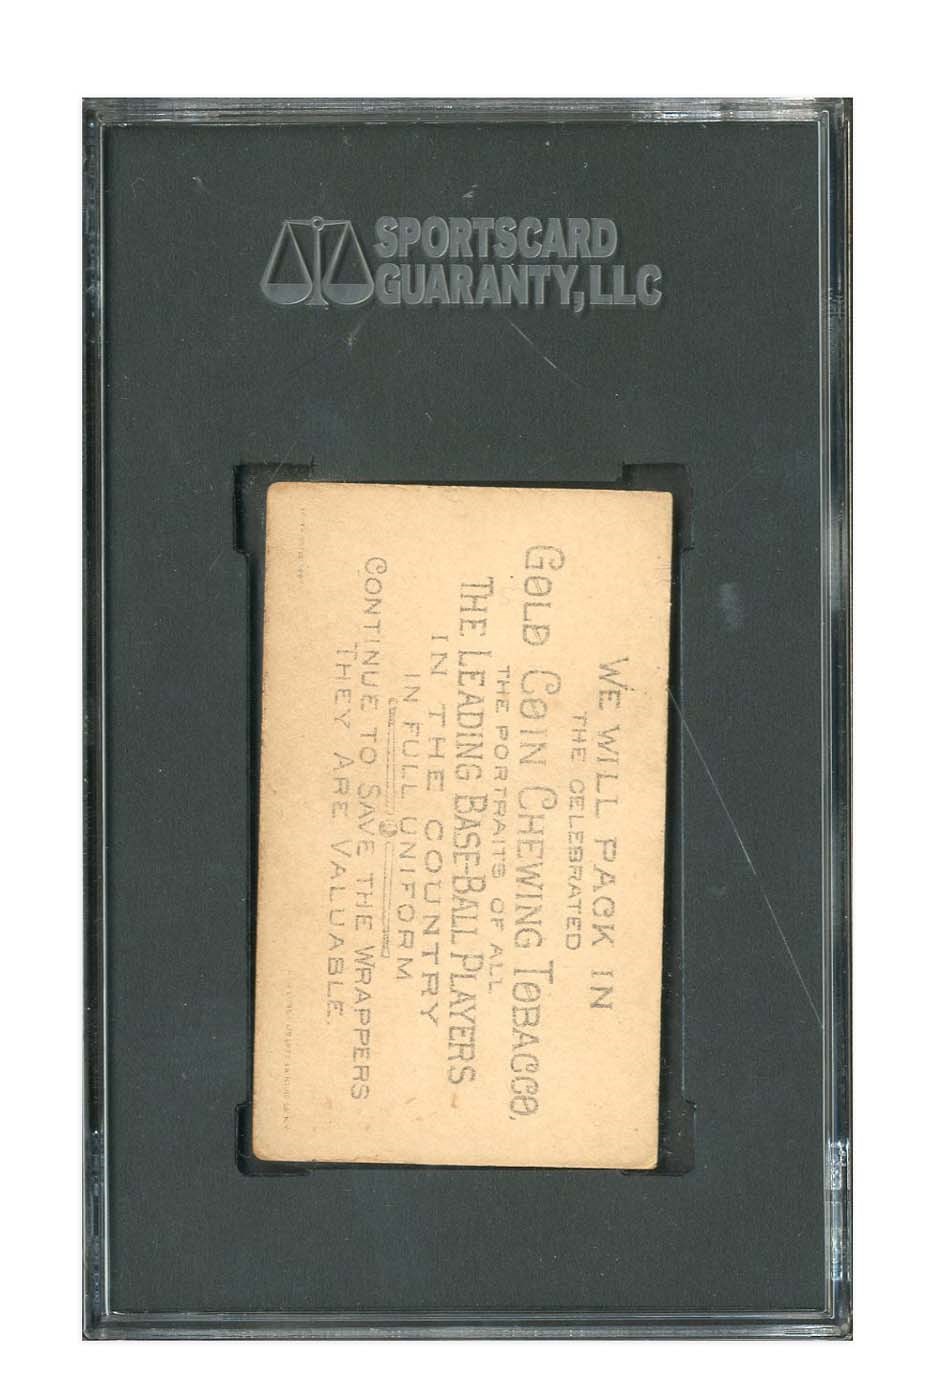 SPORTSCARD
GUARANTY, LLC
WE WILL PACK IN
THE CELEBRATED
GOLD COIN CHEWING TOBACCO,
THE PORTRAITS OF ALL
THE LEADING BASE-BALL PLAYERS
IN THE COUNTRY
IN FULL UNIFORM
CONTINUE TO SAVE THE WRAPPERS
THEY ARE VALUABLE.